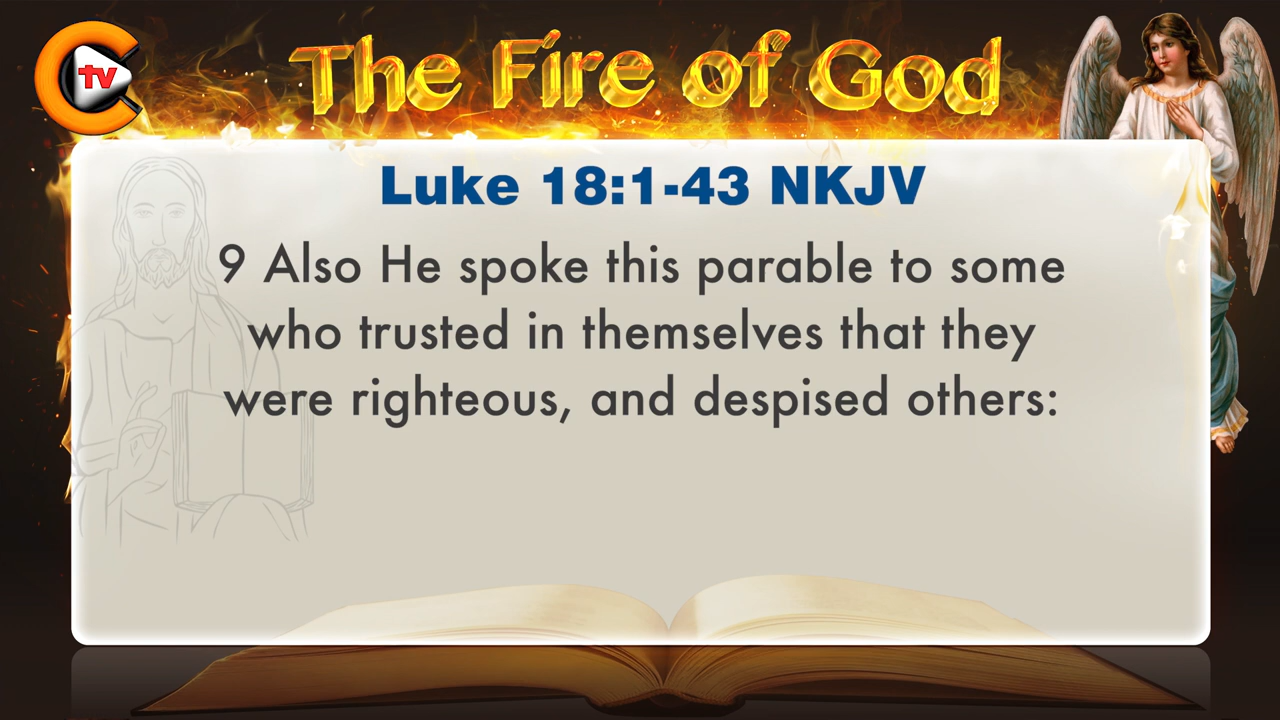 tv
The Fire of God
Luke 18:1-43 NKJV
9 Also He spoke this parable to some
who trusted in themselves that they
were righteous, and despised others: